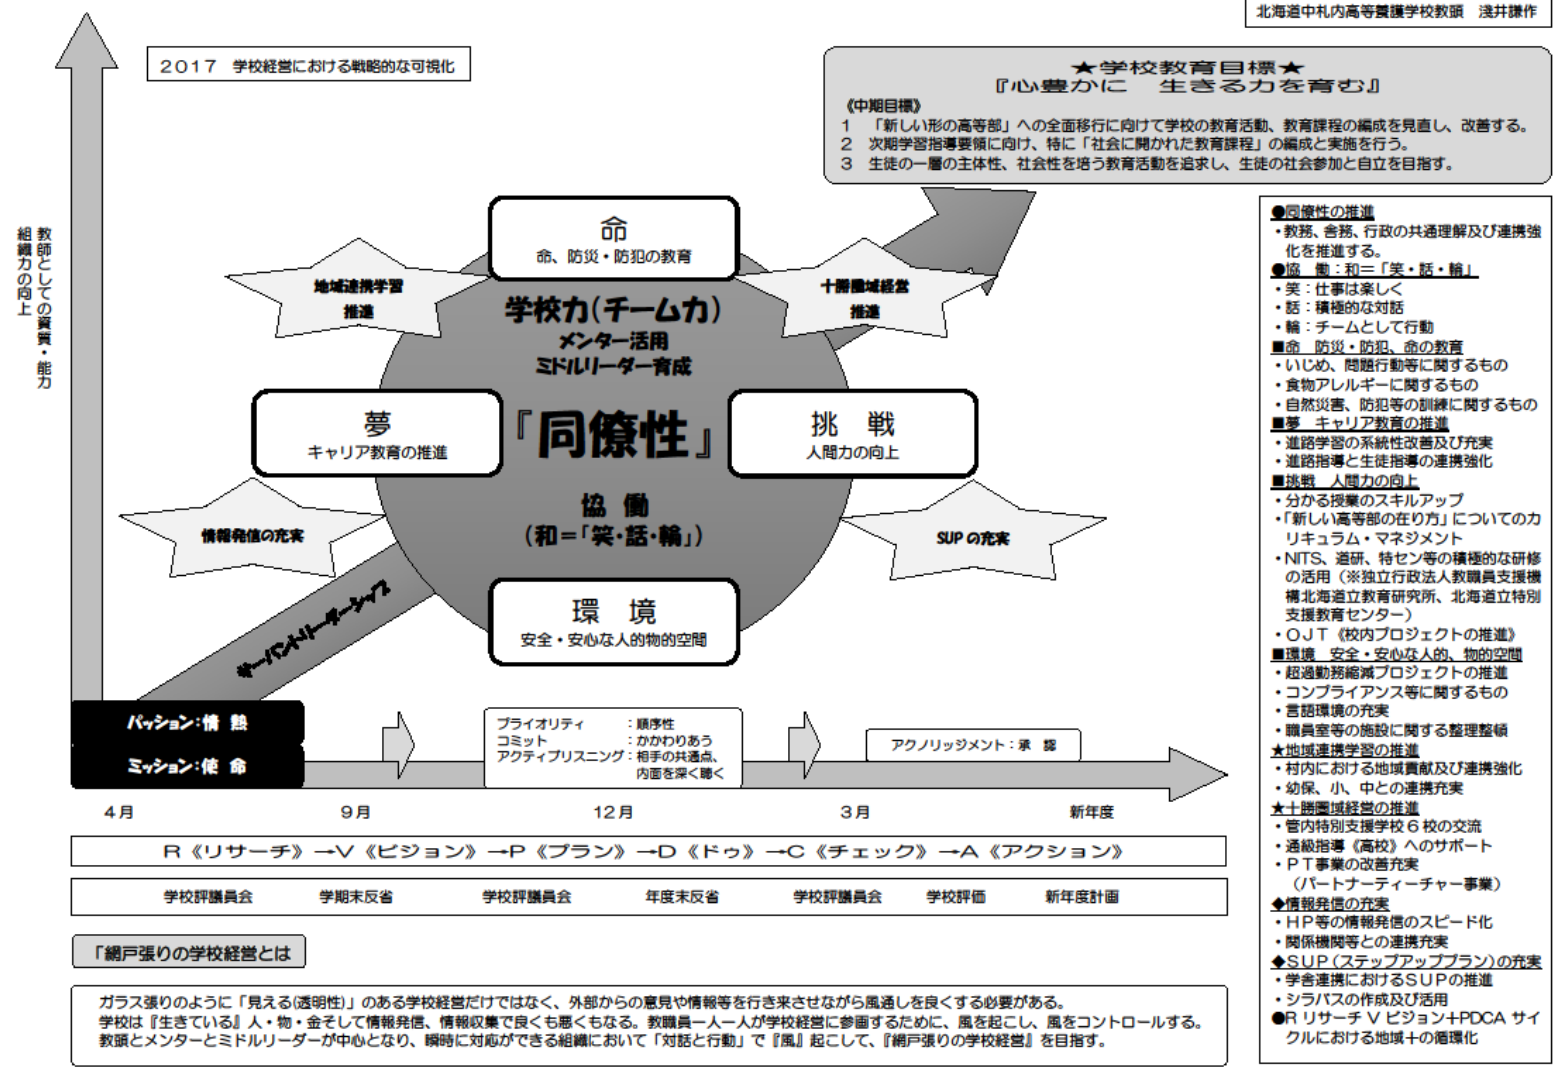 北海道中札内高等養護学校教頭　淺井謙作
２０１７　学校経営における戦略的な可視化
★学校教育目標★
『心豊かに　生きる力を育む』
《中期目標》
１　「新しい形の高等部」への全面移行に向けて学校の教育活動、教育課程の編成を見直し、改善する。
２　次期学習指導要領に向け、特に「社会に開かれた教育課程」の編成と実施を行う。
３　生徒の一層の主体性、社会性を培う教育活動を追求し、生徒の社会参加と自立を目指す。
教師としての資質・能力
組織力の向上
命
命、防災・防犯の教育
地域連携学習
推進
十勝圏域経営
推進
学校力(チーム力)
メンター活用
ミドルリーダー育成
夢
キャリア教育の推進
『同僚性』
挑　戦
人間力の向上
協　働
(和＝｢笑・話・輪｣)
情報発信の充実
SUPの充実
環　境
安全・安心な人的物的空間
サーバントリーダーシップ
パッション：情　熱
ミッション：使　命
プライオリティ　　：順序性
コミット　　　　　：かかわりあう
アクティブリスニング：相手の共通点、
内面を深く聴く
アクノリッジメント：承　認
４月　９月　１２月　３月　新年度
Ｒ《リサーチ》→Ｖ《ビジョン》→Ｐ《プラン》→Ｄ《ドゥ》→Ｃ《チェック》→Ａ《アクション》
学校評議員会　学期末反省　学校評議員会　年度末反省　学校評議員会　学校評価　新年度計画
「網戸張りの学校経営とは
ガラス張りのように「見える(透明性)」のある学校経営だけではなく、外部からの意見や情報等を行き来させながら風通しを良くする必要がある。
学校は『生きている』人・物・金そして情報発信、情報収集で良くも悪くもなる。教職員一人一人が学校経営に参画するために、風を起こし、風をコントロールする。
教頭とメンターとミドルリーダーが中心となり、瞬時に対応ができる組織において「対話と行動」で『風』起こして、『網戸張りの学校経営』を目指す。
●同僚性の推進
・教務、舎務、行政の共通理解及び連携強
化を推進する。
●協　働：和＝「笑・話・輪」
・笑：仕事は楽しく
・話：積極的な対話
・輪：チームとして行動
■命　防災・防犯、命の教育
・いじめ、問題行動等に関するもの
・食物アレルギーに関するもの
・自然災害、防犯等の訓練に関するもの
■夢　キャリア教育の推進
・進路学習の系統性改善及び充実
・進路指導と生徒指導の連携強化
■挑戦　人間力の向上
・分かる授業のスキルアップ
・「新しい高等部の在り方」についてのカ
リキュラム・マネジメント
・NITS、道研、特セン等の積極的な研修
の活用（※独立行政法人教職員支援機
構北海道立教育研究所、北海道立特別
支援教育センター）
・ＯＪＴ《校内プロジェクトの推進》
■環境　安全・安心な人的、物的空間
・超過勤務縮減プロジェクトの推進
・コンプライアンス等に関するもの
・言語環境の充実
・職員室等の施設に関する整理整頓
★地域連携学習の推進
・村内における地域貢献及び連携強化
・幼保、小、中との連携充実
★十勝圏域経営の推進
・管内特別支援学校６校の交流
・通級指導《高校》へのサポート
・ＰＴ事業の改善充実
（パートナーティーチャー事業）
◆情報発信の充実
・ＨＰ等の情報発信のスピード化
・関係機関等との連携充実
◆ＳＵＰ(ステップアッププラン)の充実
・学舎連携におけるＳＵＰの推進
・シラバスの作成及び活用
●R リサーチ V ビジョン+PDCA サイ
クルにおける地域＋の循環化